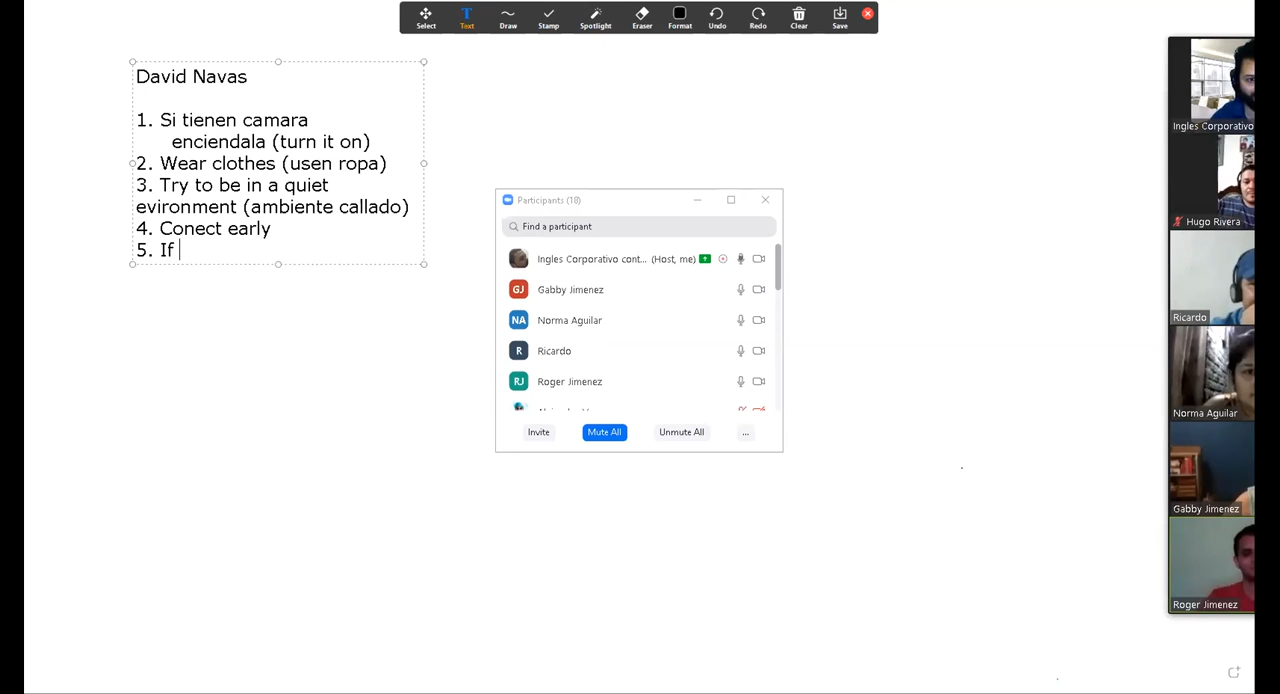 Select
Text
Draw
Stamp
Spotlight
Eraser
Format
Undo
Redo
Clear
Save
David Navas
1. Si tienen camara
enciendala (turn it on)
2. Wear clothes (usen ropa)
3. Try to be in a quiet
evironment (ambiente callado)
4. Conect early
5. If
Participants (18)
Find a participant
Ingles Corporativo cont... (Host, me)
GJ Gabby Jimenez
NA Norma Aguilar
R Ricardo
RJ Roger Jimenez
Invite
Mute All
Unmute All
...
Ingles Corporativo
Hugo Rivera
Ricardo
Norma Aguilar
Gabby Jimenez
Roger Jimenez